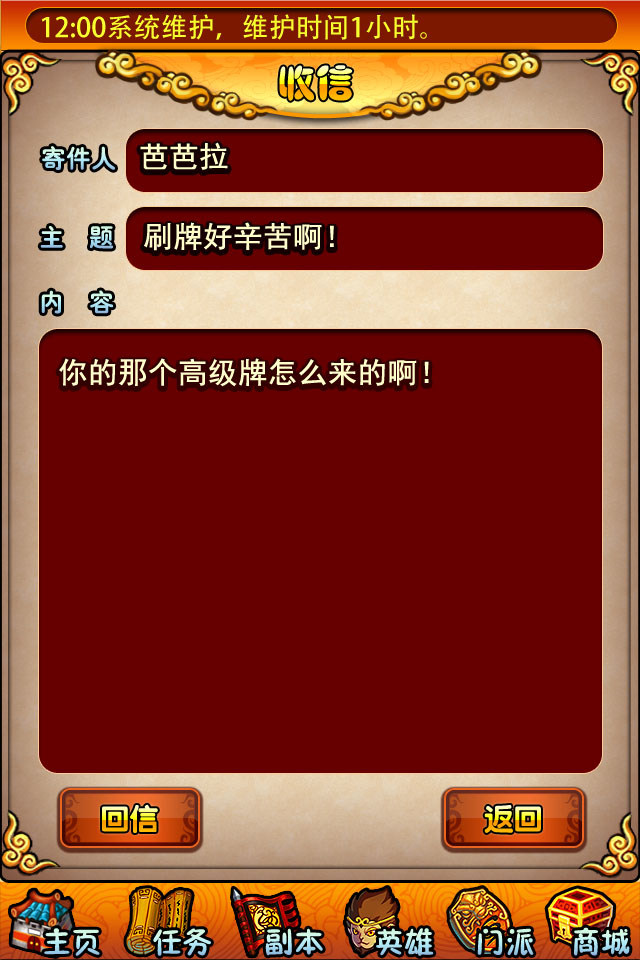 12:00系统维护，维护时间1小时。
收信
寄件人 芭芭拉
主 题 刷牌好辛苦啊！
内 容
你的那个高级牌怎么来的啊！
回信 返回
主页 任务 副本 英雄 门派 商城